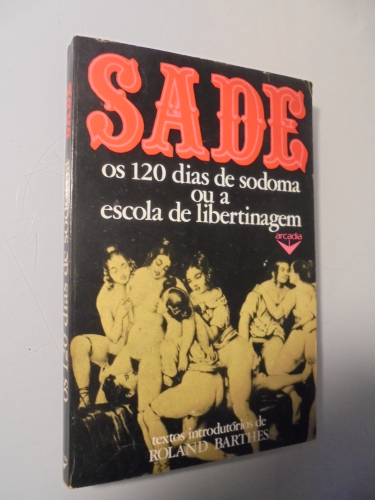 SADE
os 120 dias de sodoma
ou a
escola de libertinagem
arcadia
textos introdutórios de
ROLAND BARTHES
SADE
os 120 dias de sodoma